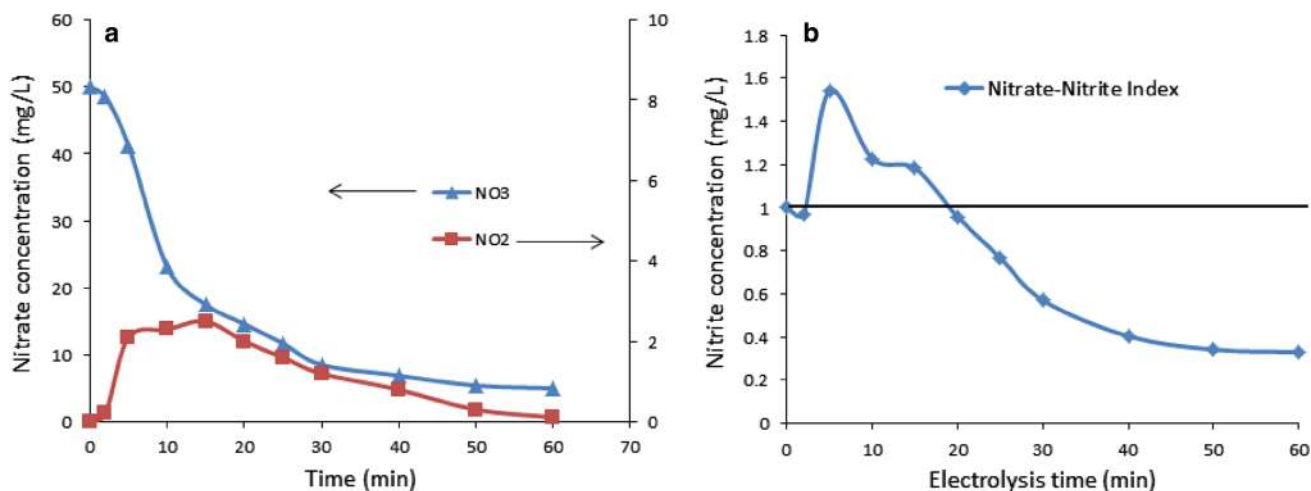 a
Nitrate concentration (mg/L)
60
50
40
30
20
10
0
10
8
6
4
2
0
NO3
NO2
0 10 20 30 40 50 60 70
Time (min)
b
Nitrite concentration (mg/L)
1.8
1.6
1.4
1.2
1
0.8
0.6
0.4
0.2
0
Nitrate-Nitrite Index
0 10 20 30 40 50 60
Electrolysis time (min)